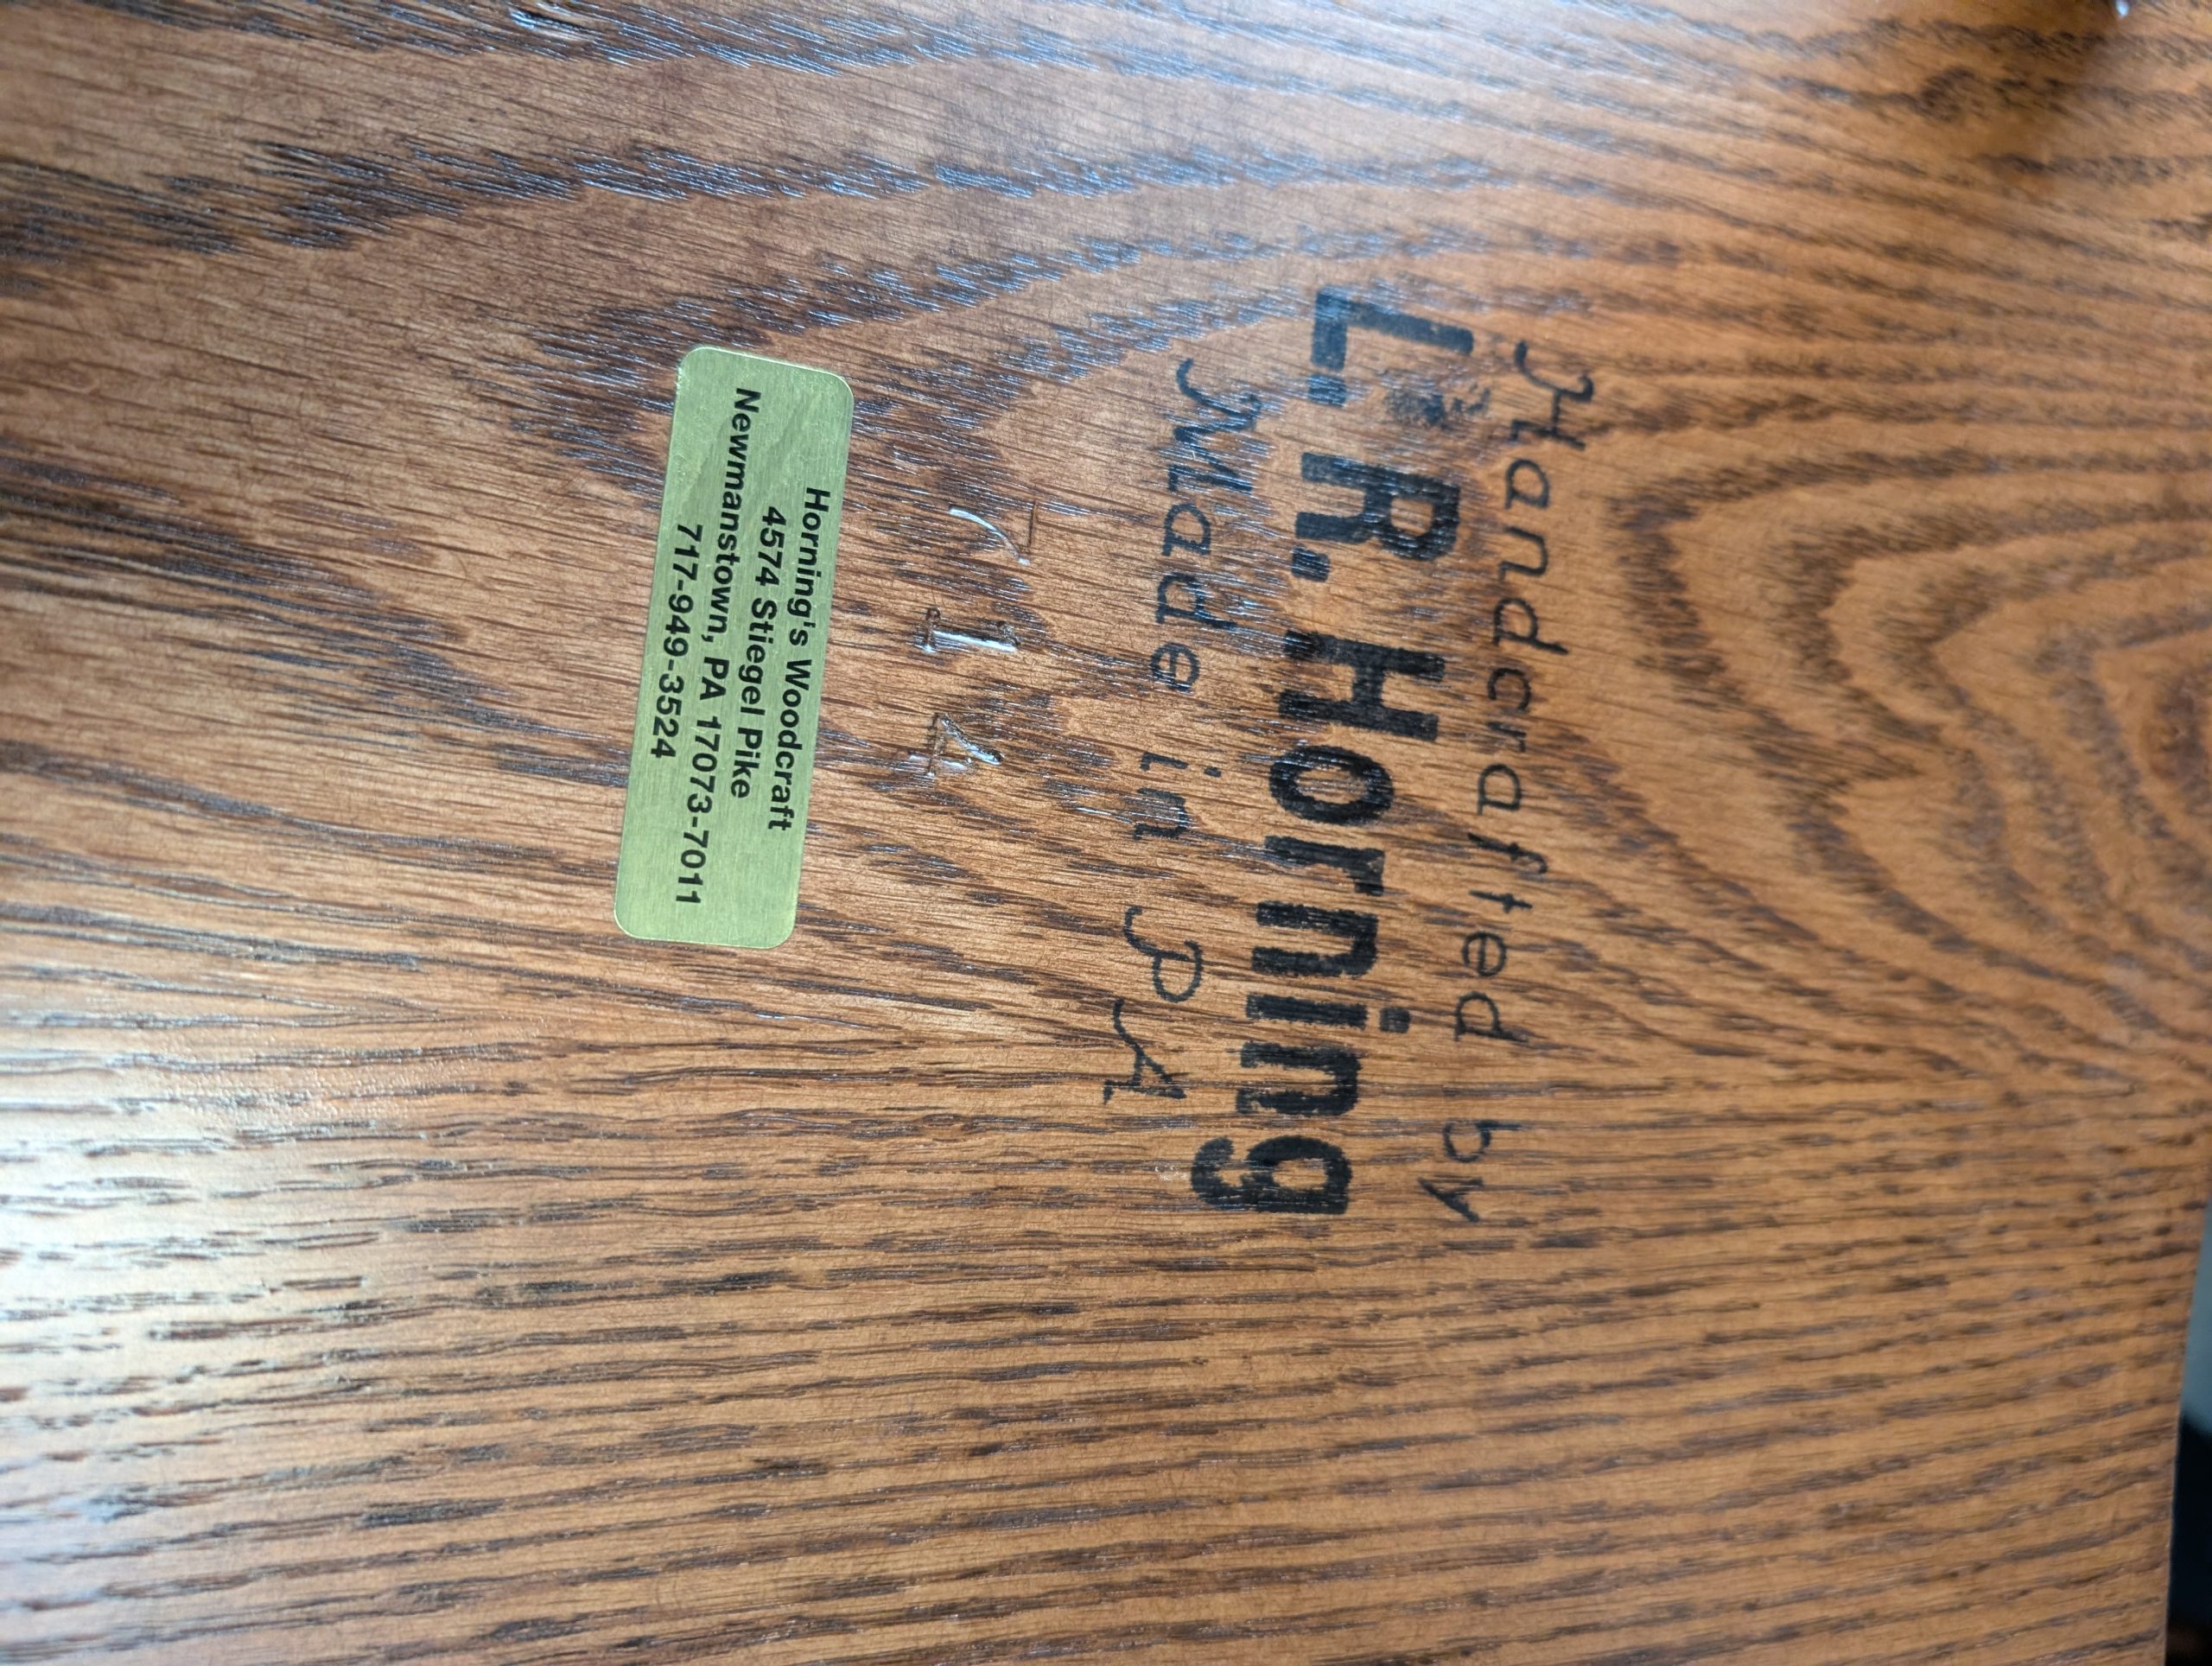 Handcrafted by
L.R. Horning
Made in PA
714
Horning's Woodcraft
4574 Stiegel Pike
Newmanstown, PA 17073-7011
717-949-3524